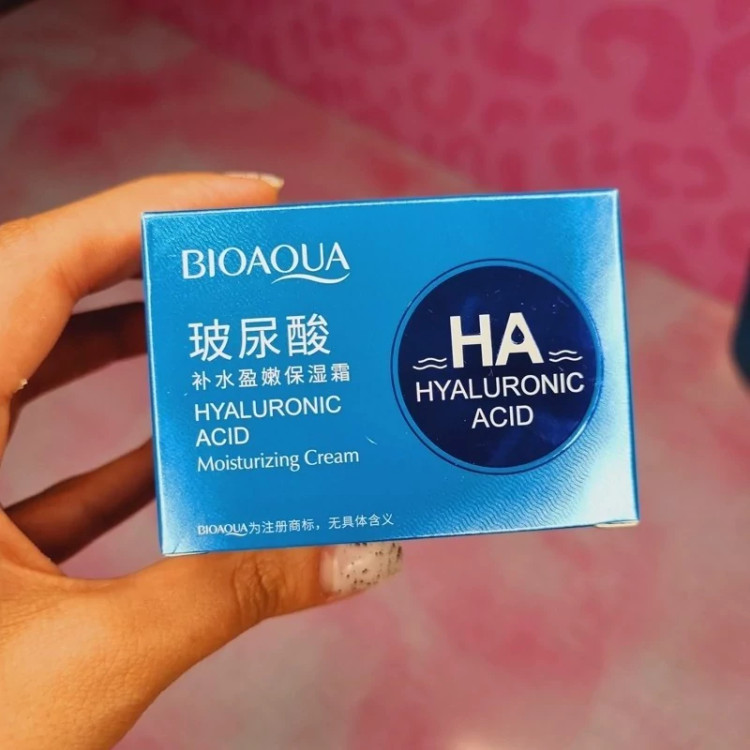 BIOAQUA
玻尿酸
补水盈嫩保湿霜
HYALURONIC
ACID
Moisturizing Cream
BIOAQUA为注册商标，无具体含义
HA
HYALURONIC
ACID